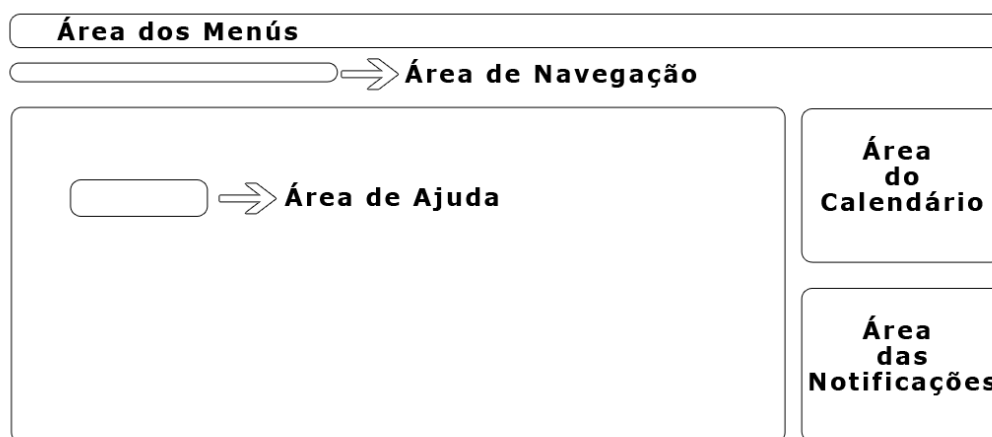 Área dos Menús
Área de Navegação
Área de Ajuda
Área
do
Calendário
Área
das
Notificações